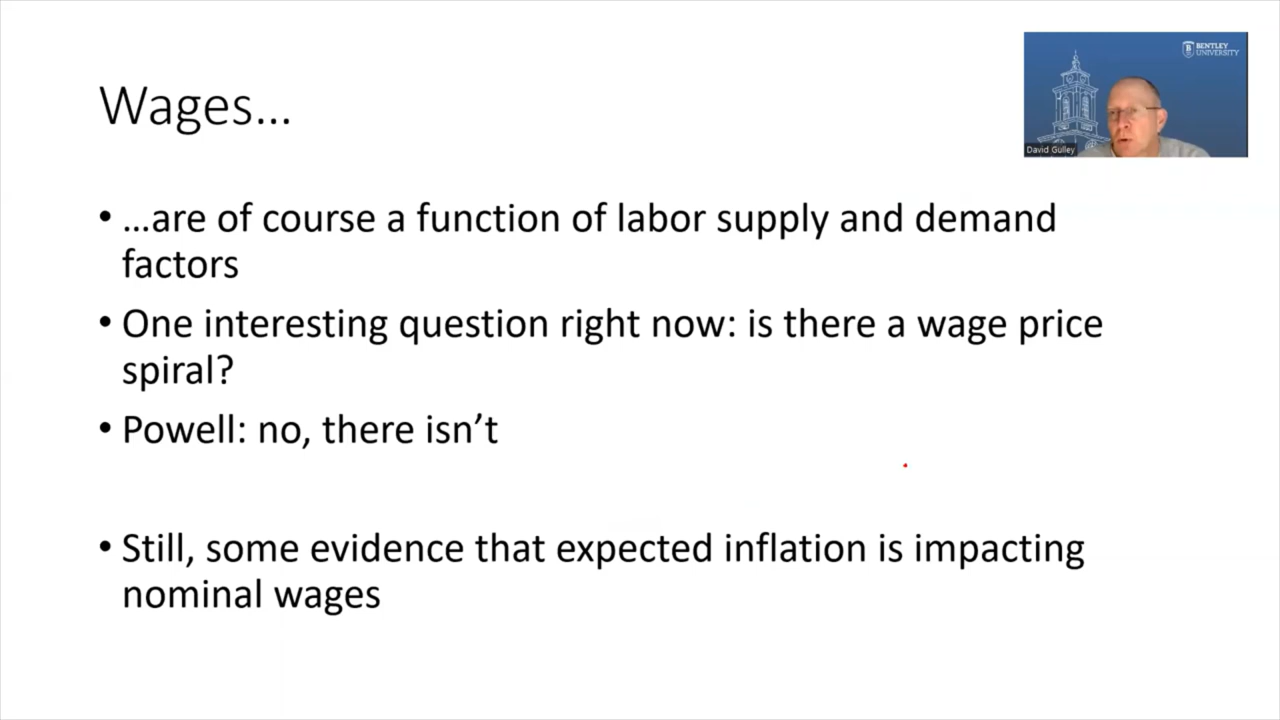 Wages...
BENTLEY
UNIVERSITY
David Gulley
• ...are of course a function of labor supply and demand
factors
• One interesting question right now: is there a wage price
spiral?
• Powell: no, there isn’t
• Still, some evidence that expected inflation is impacting
nominal wages